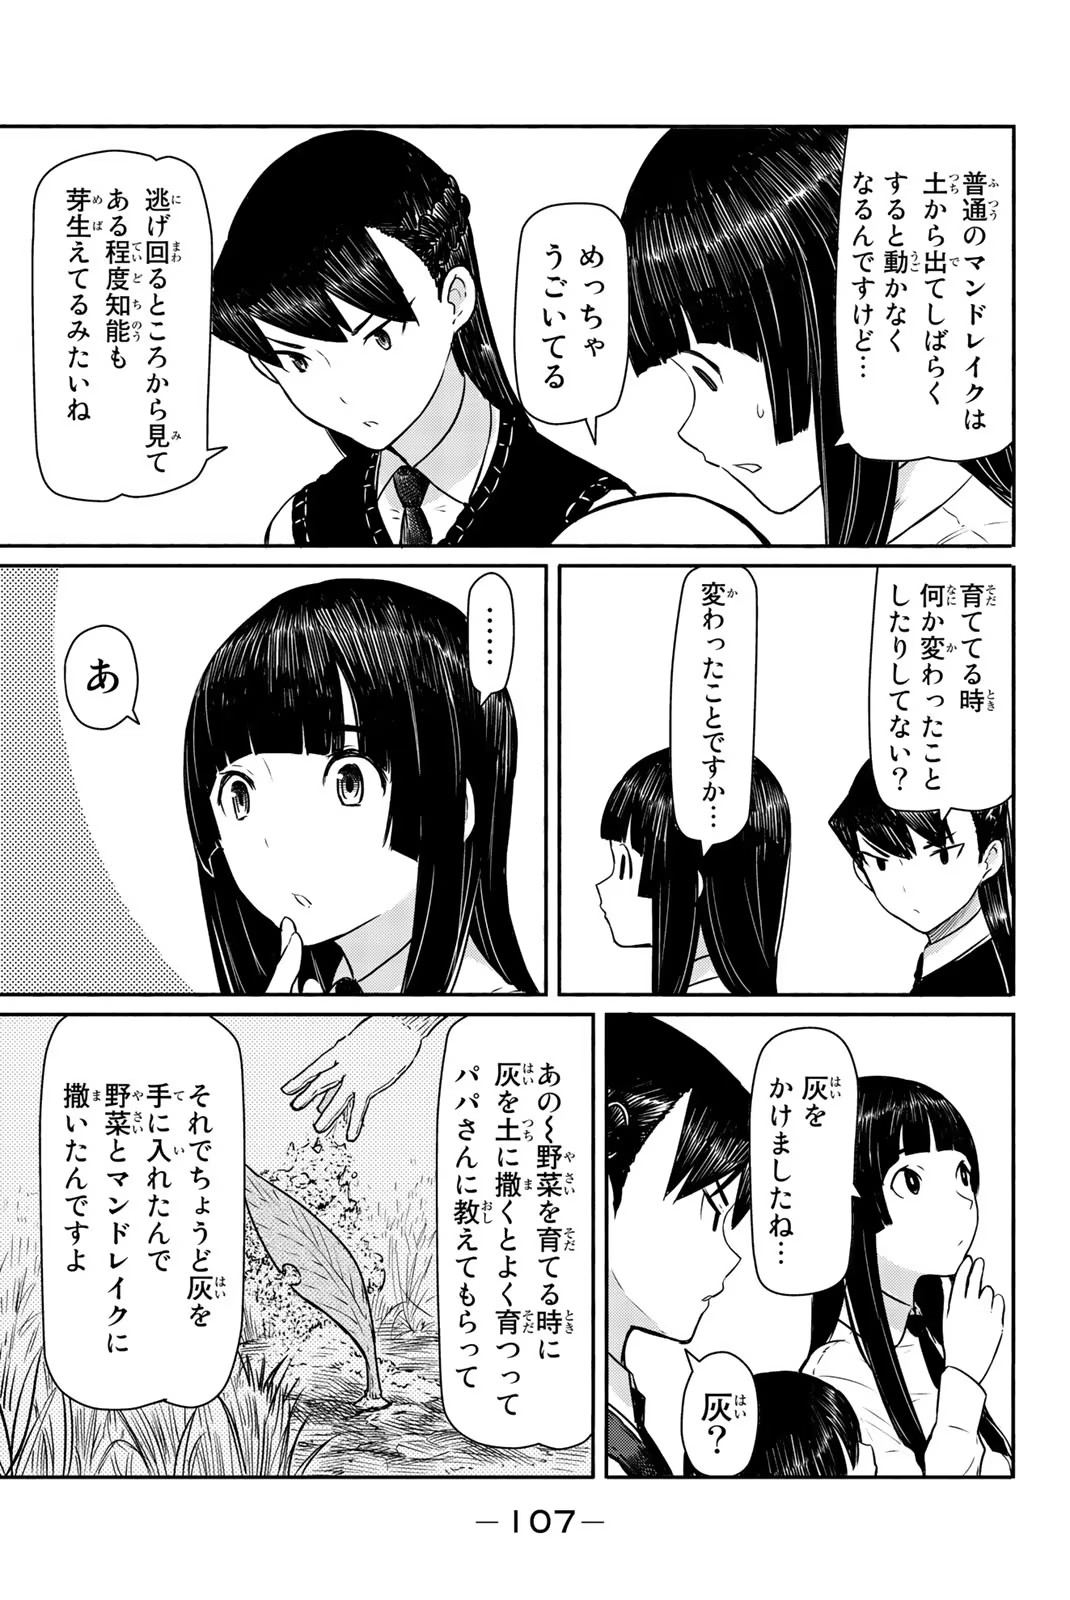 普通のマンドレイクは
土から出てしばらく
すると動かなく
なるんですけど…
めっちゃ
うごいてる
逃げ回るところから見て
ある程度知能も
芽生えてるみたいね
育ててる時
何か変わったこと
したりしてない?
変わったことですか…
……
あ
灰を
かけましたね…
灰?
あの〜野菜を育てる時に
灰を土に撒くとよく育つって
パパさんに教えてもらって
それでちょうど灰を
手に入れたんで
野菜とマンドレイクに
撒いたんですよ
—107—